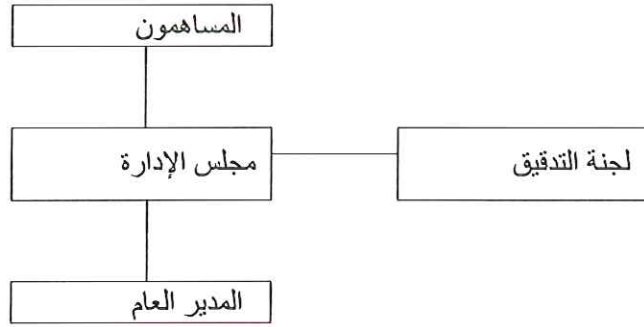 المساهمون
مجلس الإدارة
لجنة التدقيق
المدير العام